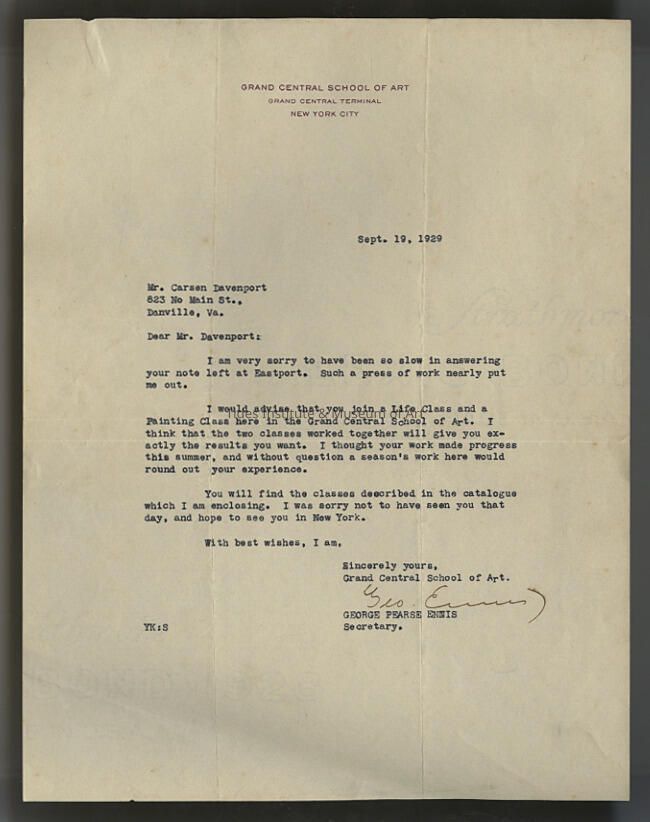 GRAND CENTRAL SCHOOL OF ART
GRAND CENTRAL TERMINAL
NEW YORK CITY
Sept. 19, 1929
Mr. Carsen Davenport
823 No Main St.,
Danville, Va.
Dear Mr. Davenport:
I am very sorry to have been so slow in answering
your note left at Eastport. Such a press of work nearly put
me out.
I would advise that you join a Life Class and a
Tides Institute & Museum of Art
Painting Class here in the Grand Central School of Art. I
think that the two classes worked together will give you ex-
actly the results you want. I thought your work made progress
this summer, and without question a season's work here would
round out your experience.
You will find the classes described in the catalogue
which I am enclosing. I was sorry not to have seen you that
day, and hope to see you in New York.
With best wishes, I am,
Sincerely yours,
Grand Central School of Art.
Geo. Ennis
GEORGE PEARSE ENNIS
YK:S
Secretary.